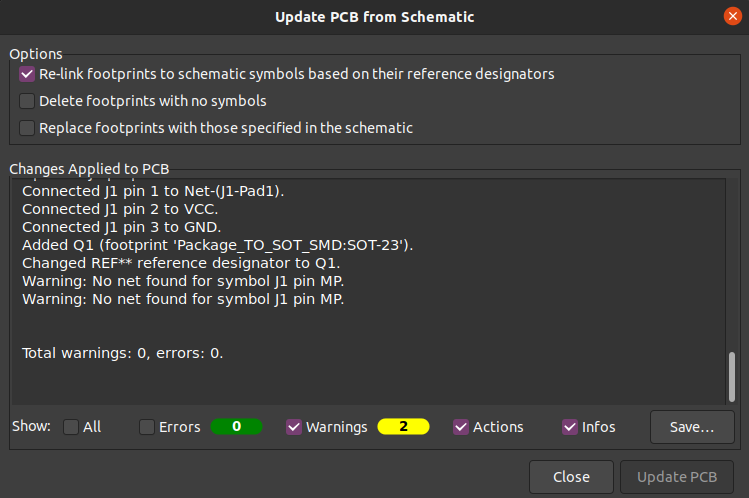 Update PCB from Schematic
Options
Re-link footprints to schematic symbols based on their reference designators
Delete footprints with no symbols
Replace footprints with those specified in the schematic
Changes Applied to PCB
Connected J1 pin 1 to Net-(J1-Pad1).
Connected J1 pin 2 to VCC.
Connected J1 pin 3 to GND.
Added Q1 (footprint 'Package_TO_SOT_SMD:SOT-23').
Changed REF** reference designator to Q1.
Warning: No net found for symbol J1 pin MP.
Warning: No net found for symbol J1 pin MP.
Total warnings: 0, errors: 0.
Show: All Errors 0 Warnings 2 Actions Infos Save...
Close Update PCB